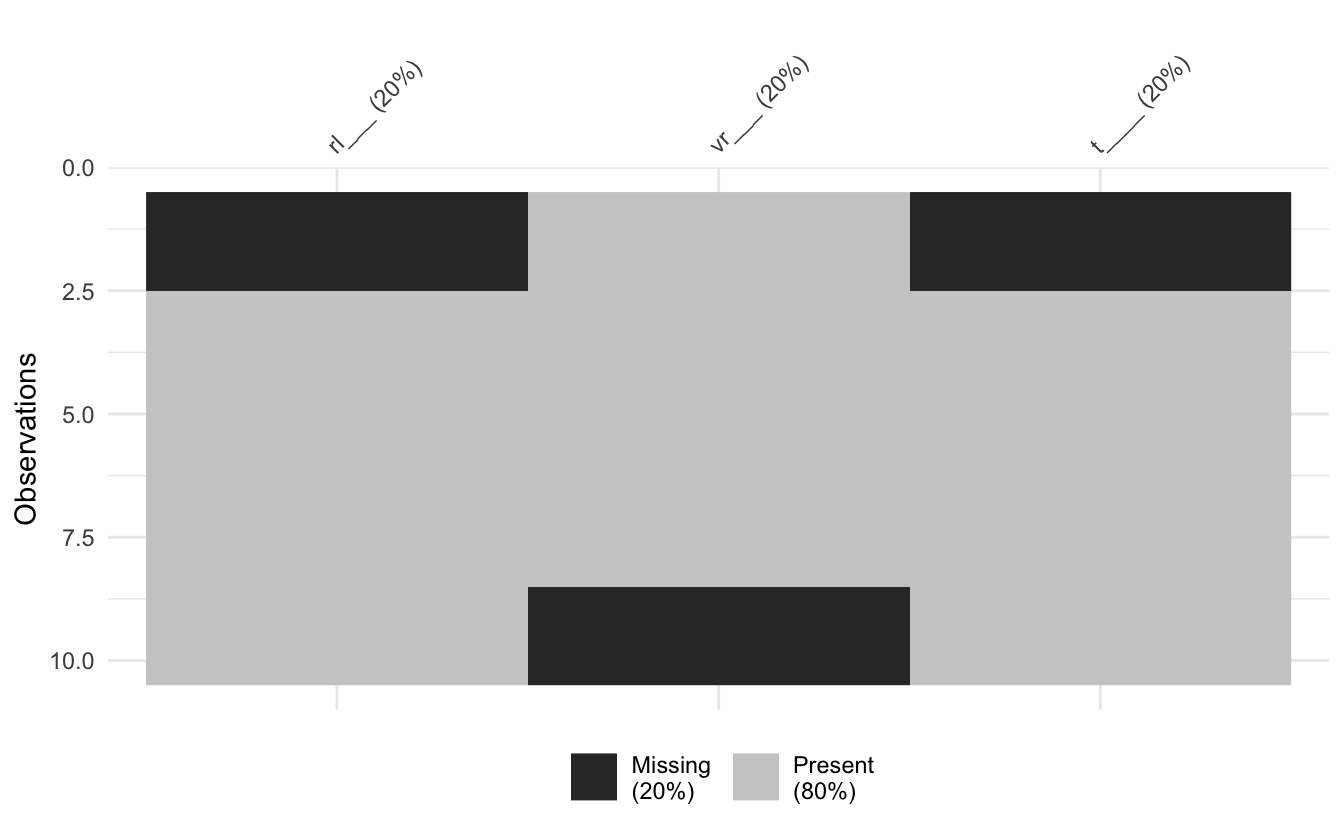 rl___ (20%)
vr___ (20%)
t____ (20%)
0.0
2.5
5.0
7.5
10.0
Observations
Missing
(20%)
Present
(80%)